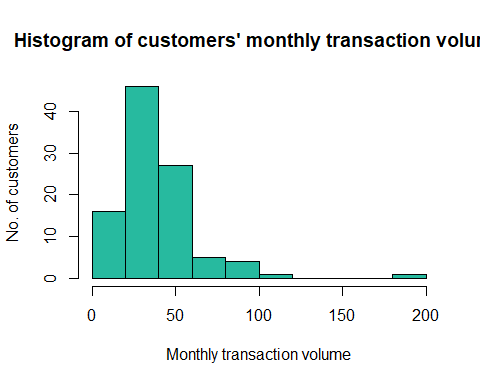 Histogram of customers' monthly transaction
No. of customers
0
10
20
30
40
0 50 100 150 200
Monthly transaction volume